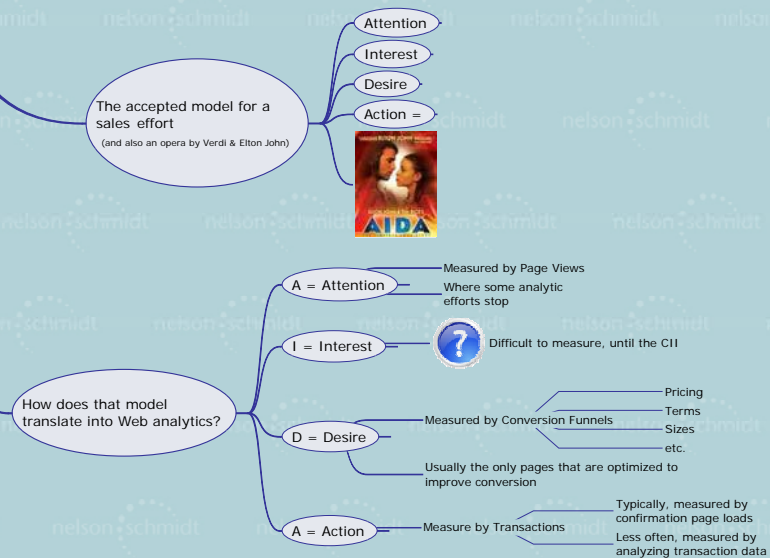 The accepted model for a
sales effort
(and also an opera by Verdi & Elton John)
Attention
Interest
Desire
Action =
AIDA
How does that model
translate into Web analytics?
A = Attention
Measured by Page Views
Where some analytic
efforts stop
I = Interest
?
Difficult to measure, until the CII
D = Desire
Measured by Conversion Funnels
Pricing
Terms
Sizes
etc.
Usually the only pages that are optimized to
improve conversion
A = Action
Measure by Transactions
Typically, measured by
confirmation page loads
Less often, measured by
analyzing transaction data
nelson schmidt